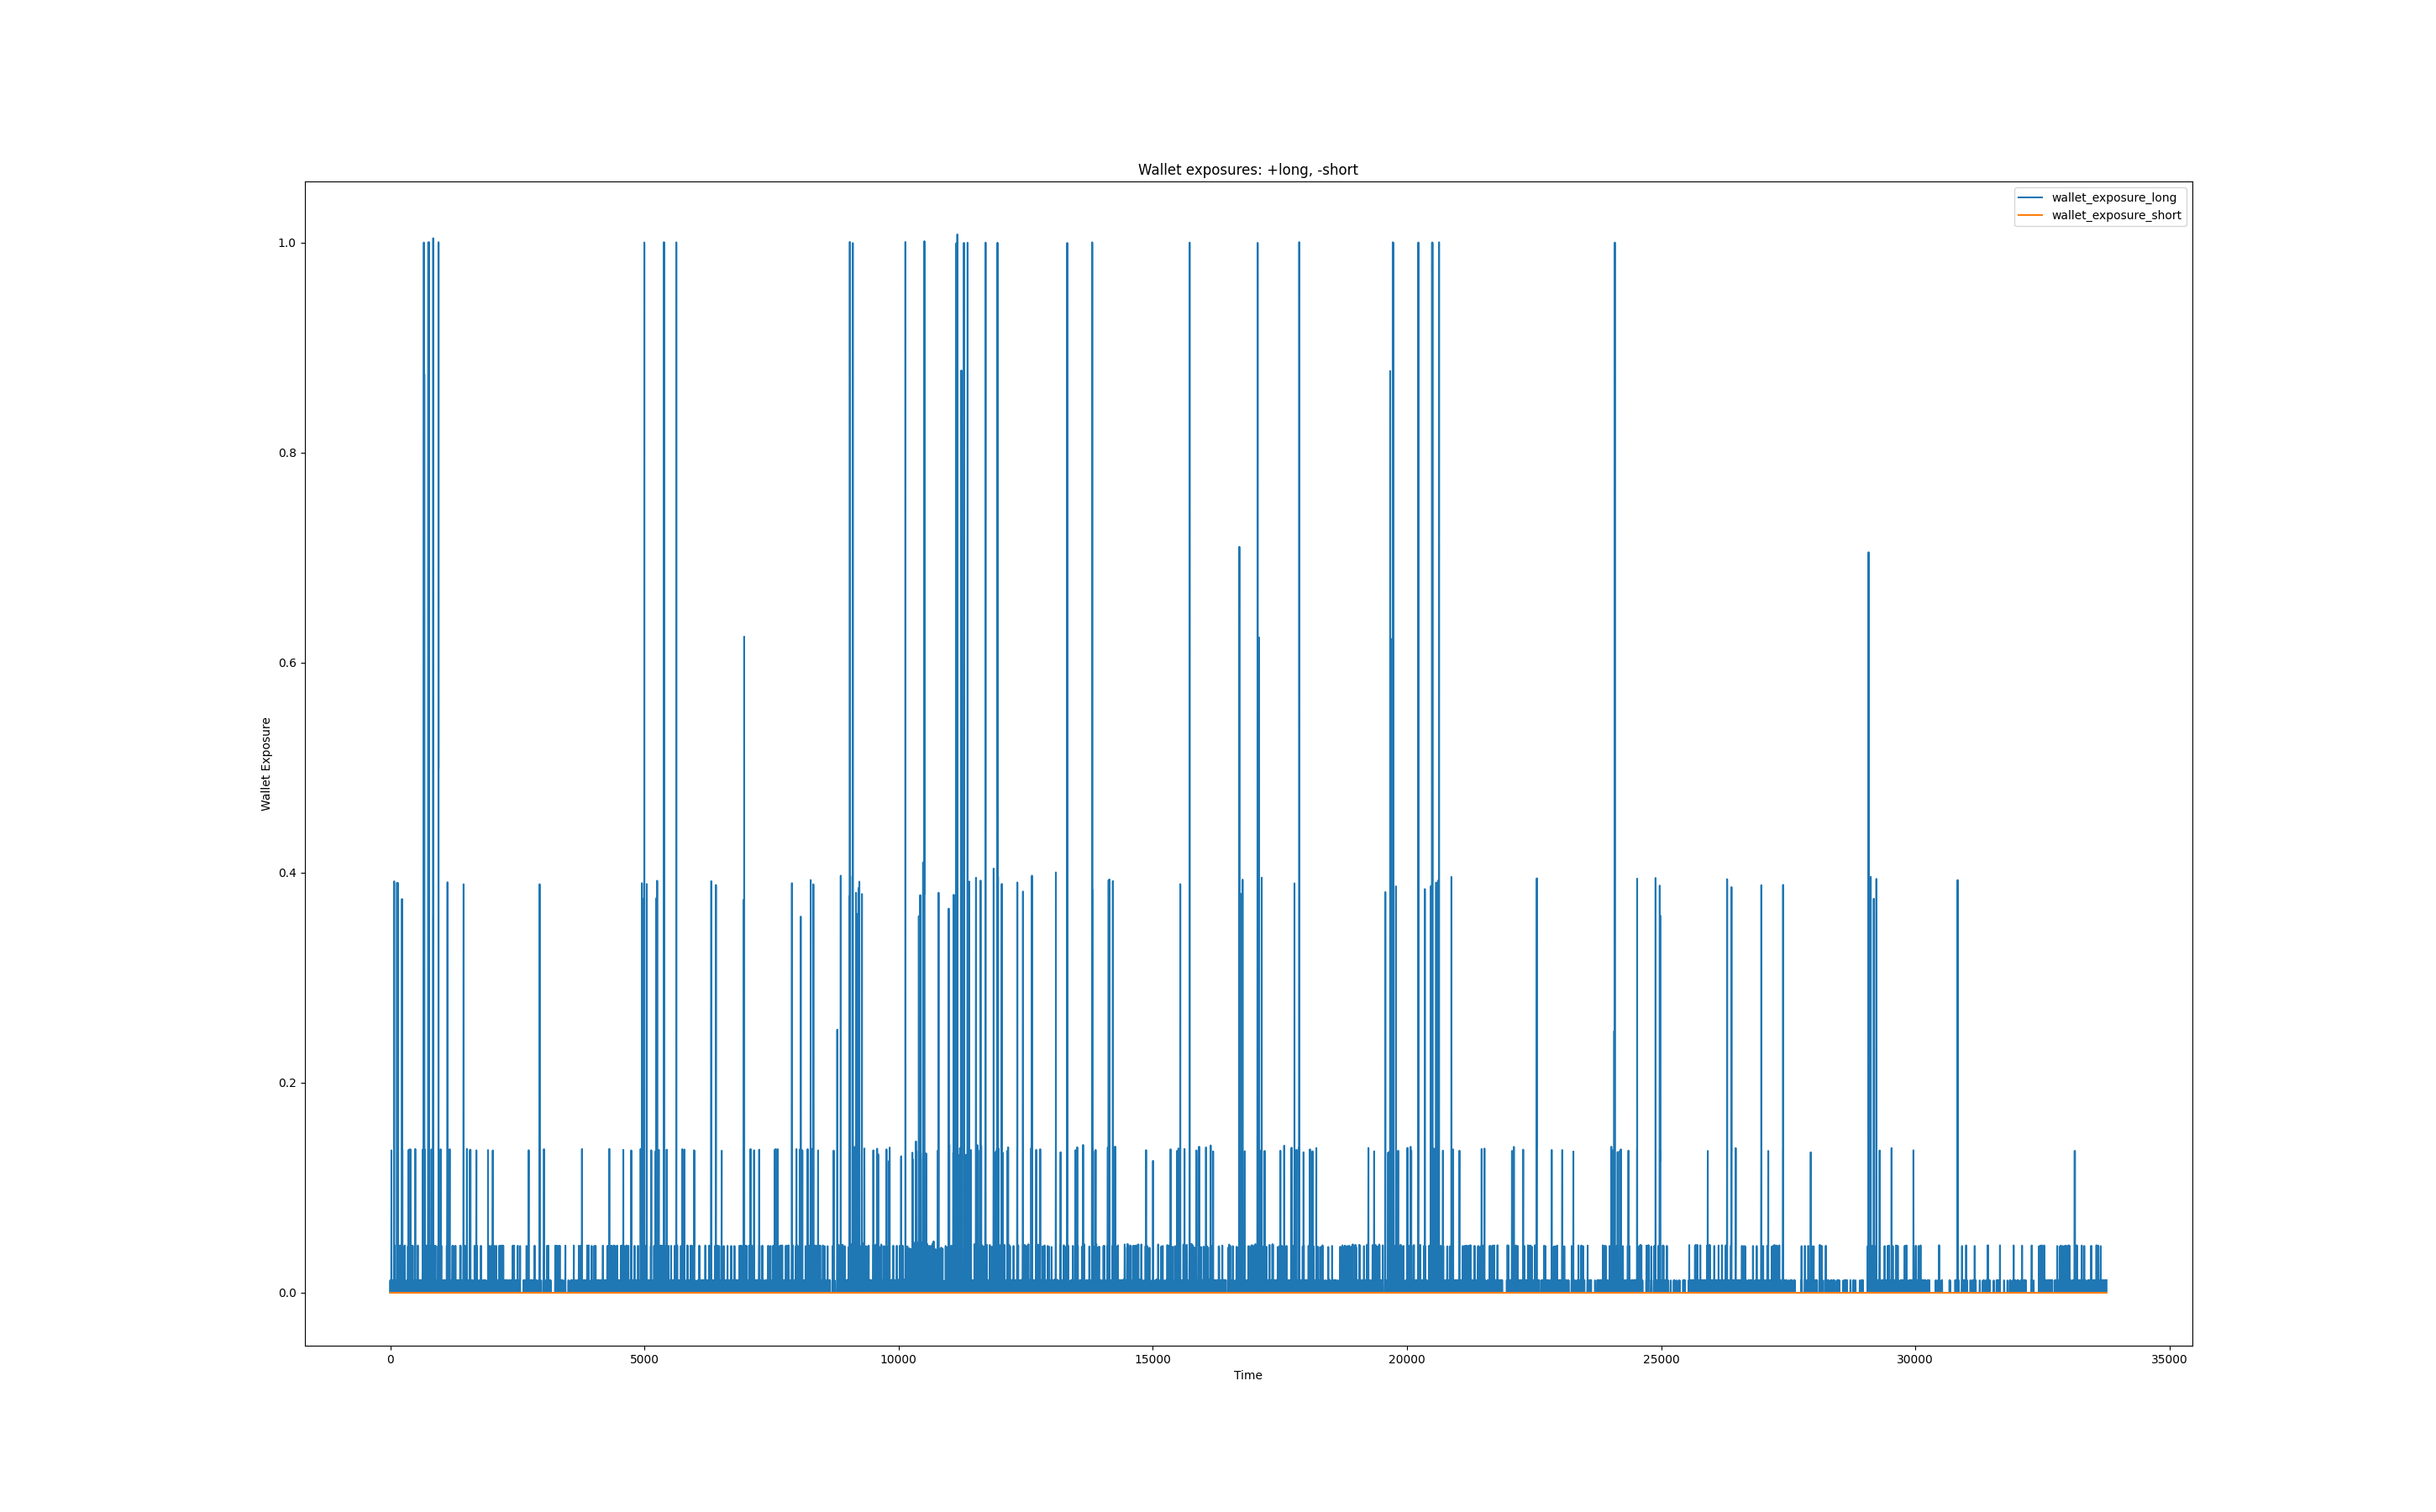 Wallet exposures: +long, -short
wallet_exposure_long
wallet_exposure_short
1.0
0.8
0.6
0.4
0.2
0.0
Wallet Exposure
0 5000 10000 15000 20000 25000 30000 35000
Time